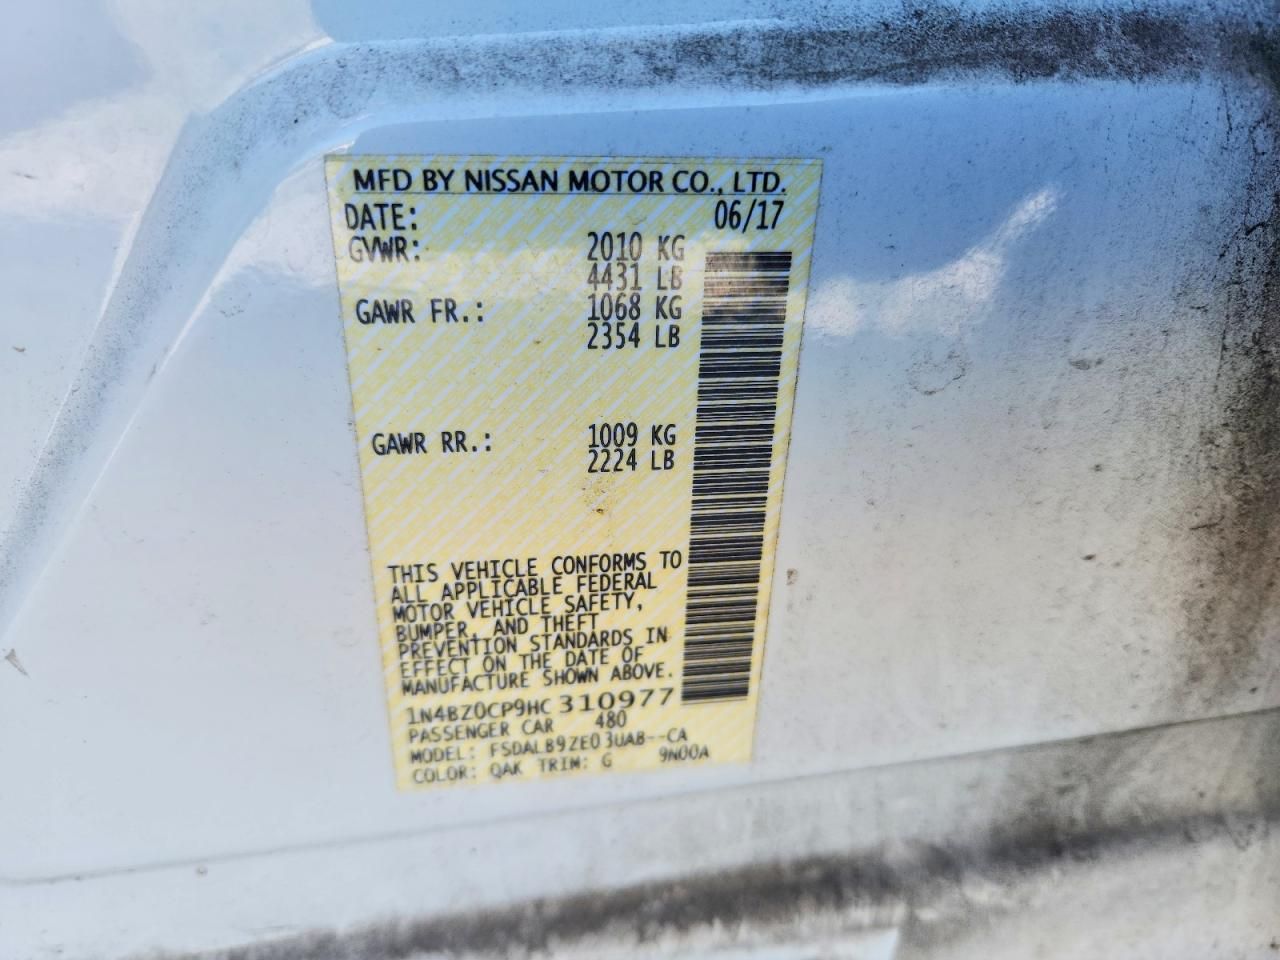 MFD BY NISSAN MOTOR CO., LTD.
DATE: 06/17
GVWR: 2010 KG
4431 LB
GAWR FR.: 1068 KG
2354 LB
GAWR RR.: 1009 KG
2224 LB
THIS VEHICLE CONFORMS TO
ALL APPLICABLE FEDERAL
MOTOR VEHICLE SAFETY,
BUMPER, AND THEFT
PREVENTION STANDARDS IN
EFFECT ON THE DATE OF
MANUFACTURE SHOWN ABOVE.
1N4BZ0CP9HC 310977
PASSENGER CAR 480
MODEL: FSDALB9ZE03UAB--CA
COLOR: QAK TRIM: G 9N00A